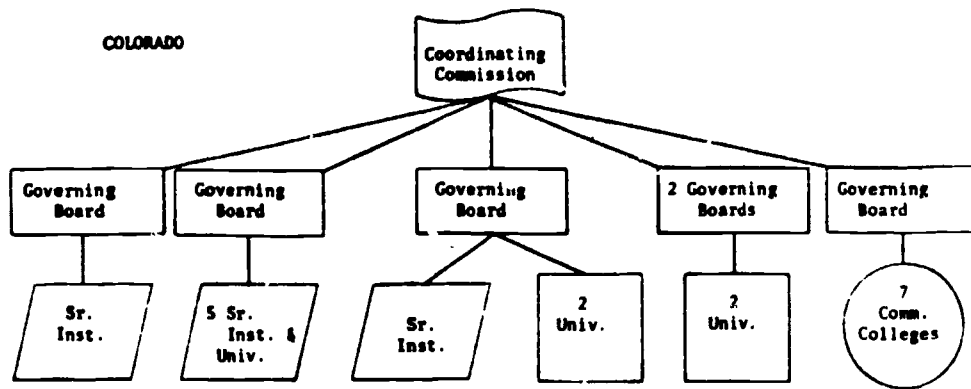 COLORADO
Coordinating
Commission
Governing
Board
Governing
Board
Governing
Board
2 Governing
Boards
Governing
Board
Sr.
Inst.
5 Sr.
Inst. &
Univ.
Sr.
Inst.
2
Univ.
2
Univ.
7
Comm.
Colleges